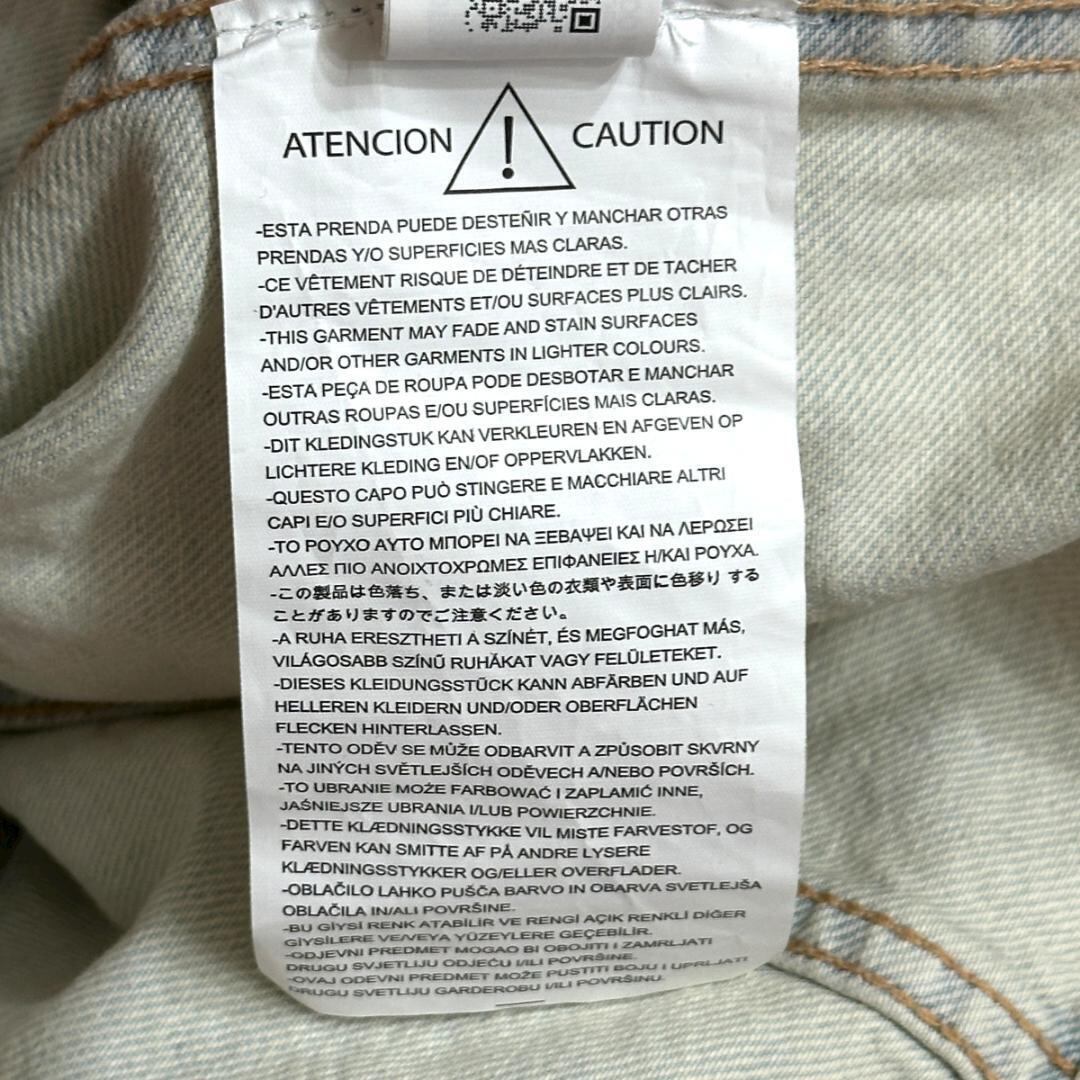 ATENCION ! CAUTION
-ESTA PRENDA PUEDE DESTEÑIR Y MANCHAR OTRAS
PRENDAS Y/O SUPERFICIES MAS CLARAS.
-CE VÊTEMENT RISQUE DE DÉTEINDRE ET DE TACHER
D'AUTRES VÊTEMENTS ET/OU SURFACES PLUS CLAIRS.
-THIS GARMENT MAY FADE AND STAIN SURFACES
AND/OR OTHER GARMENTS IN LIGHTER COLOURS.
-ESTA PEÇA DE ROUPA PODE DESBOTAR E MANCHAR
OUTRAS ROUPAS E/OU SUPERFÍCIES MAIS CLARAS.
-DIT KLEDINGSTUK KAN VERKLEUREN EN AFGEVEN OP
LICHTERE KLEDING EN/OF OPPERVLAKKEN.
-QUESTO CAPO PUÒ STINGERE E MACCHIARE ALTRI
CAPI E/O SUPERFICI PIÙ CHIARE.
-ΤΟ ΡΟΥΧΟ ΑΥΤΟ ΜΠΟΡΕΙ ΝΑ ΞΕΒΑΨΕΙ ΚΑΙ ΝΑ ΛΕΡΩΣΕΙ
ΑΛΛΕΣ ΠΙΟ ΑΝΟΙΧΤΟΧΡΩΜΕΣ ΕΠΙΦΑΝΕΙΕΣ Η/ΚΑΙ ΡΟΥΧΑ.
-この製品は色落ち、または淡い色の衣類や表面に色移り する
ことがありますのでご注意ください。
-A RUHA ERESZTHETI A SZÍNÉT, ÉS MEGFOGHAT MÁS,
VILÁGOSABB SZÍNŰ RUHÁKAT VAGY FELÜLETEKET.
-DIESES KLEIDUNGSSTÜCK KANN ABFÄRBEN UND AUF
HELLEREN KLEIDERN UND/ODER OBERFLÄCHEN
FLECKEN HINTERLASSEN.
-TENTO ODĚV SE MŮŽE ODBARVIT A ZPŮSOBIT SKVRNY
NA JINÝCH SVĚTLEJŠÍCH ODĚVECH A/NEBO POVRŠÍCH.
-TO UBRANIE MOŻE FARBOWAĆ I ZAPLAMIĆ INNE,
JAŚNIEJSZE UBRANIA I/LUB POWIERZCHNIE.
-DETTE KLÆDNINGSSTYKKE VIL MISTE FARVESTOF, OG
FARVEN KAN SMITTE AF PÅ ANDRE LYSERE
KLÆDNINGSSTYKKER OG/ELLER OVERFLADER.
-OBLAČILO LAHKO PUŠČA BARVO IN OBARVA SVETLEJŠA
OBLAČILA IN/ALI POVRŠINE.
-BU GİYSİ RENK ATABİLİR VE RENGİ AÇIK RENKLİ DİĞER
GİYSİLERE VE/VEYA YÜZEYLERE GEÇEBİLİR.
-ODJEVNI PREDMET MOGAO BI OBOJITI I ZAMRLJATI
DRUGU SVJETLIJU ODJEĆU I/ILI POVRŠINE.
-OVAJ ODEVNI PREDMET MOŽE PUSTITI BOJU I UPRLJATI
DRUGU SVETLIJU GARDEROBU I/ILI POVRŠINU.